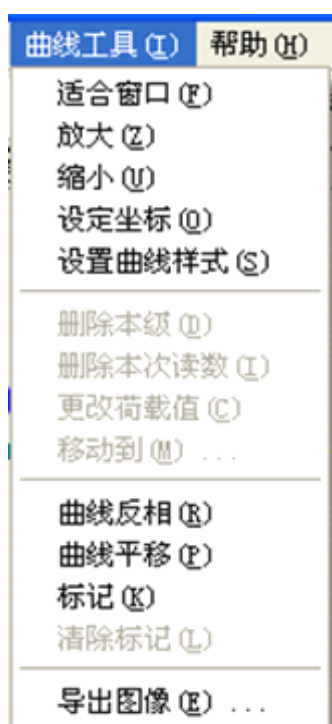 曲线工具(I) 帮助(H)
适合窗口(F)
放大(Z)
缩小(U)
设定坐标(O)
设置曲线样式(S)
删除本级(D)
删除本次读数(I)
更改荷载值(C)
移动到(M) ...
曲线反相(R)
曲线平移(P)
标记(K)
清除标记(L)
导出图像(E) ...